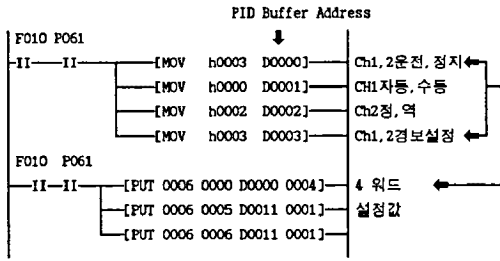 PID Buffer Address
F010 P061
[MOV h0003 D0000] Ch1,2운전,정지
[MOV h0000 D0001] CH1자동,수동
[MOV h0002 D0002] Ch2정,역
[MOV h0003 D0003] Ch1,2경보설정
F010 P061
[PUT 0006 0000 D0000 0004] 4 워드
[PUT 0006 0005 D0011 0001] 설정값
[PUT 0006 0006 D0011 0001]